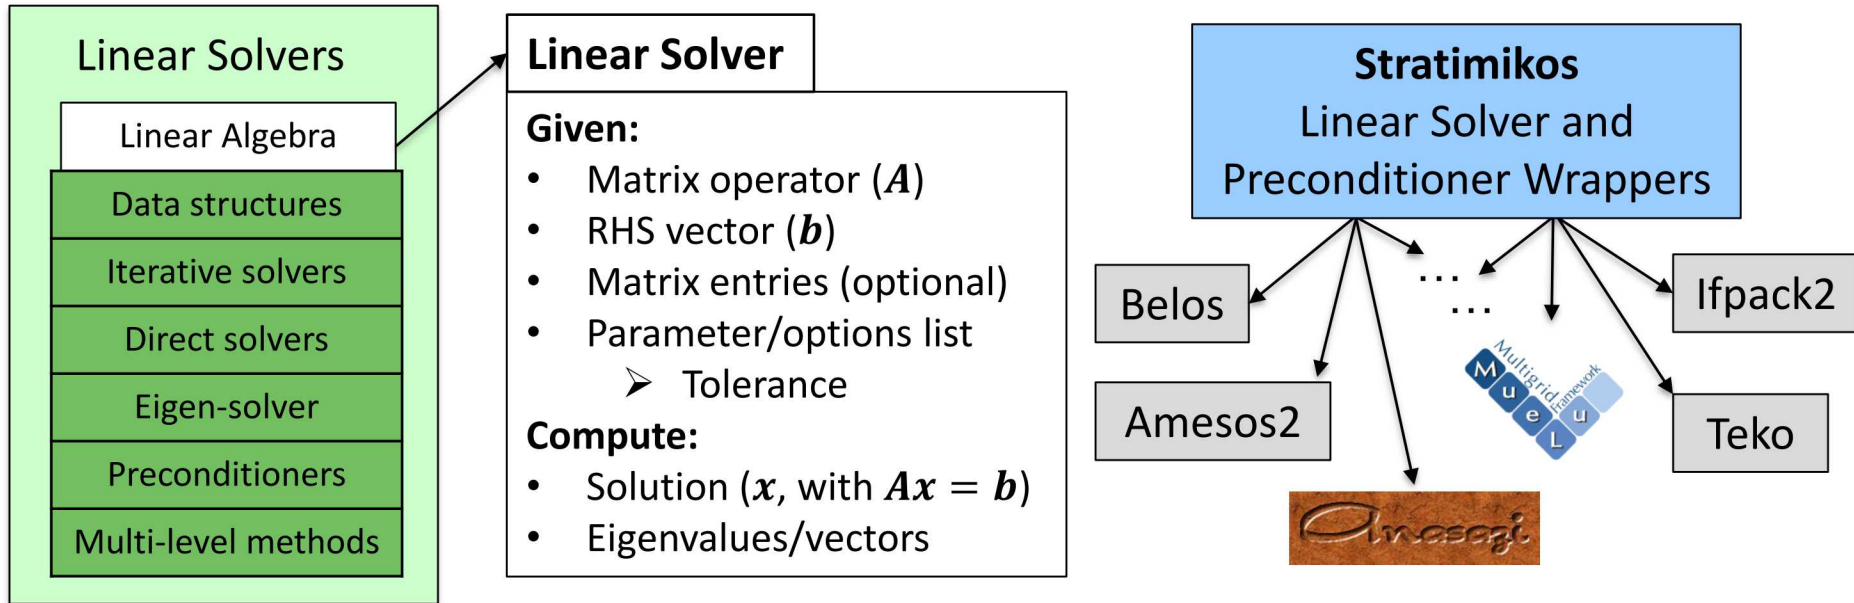 Linear Solvers
Linear Algebra
Data structures
Iterative solvers
Direct solvers
Eigen-solver
Preconditioners
Multi-level methods
Linear Solver
Given:
• Matrix operator (A)
• RHS vector (b)
• Matrix entries (optional)
• Parameter/options list
➢ Tolerance
Compute:
• Solution (x, with Ax = b)
• Eigenvalues/vectors
Stratimikos
Linear Solver and
Preconditioner Wrappers
Belos
...
...
Ifpack2
Amesos2
Multigrid
Framework
MueLu
Teko
Anasazi